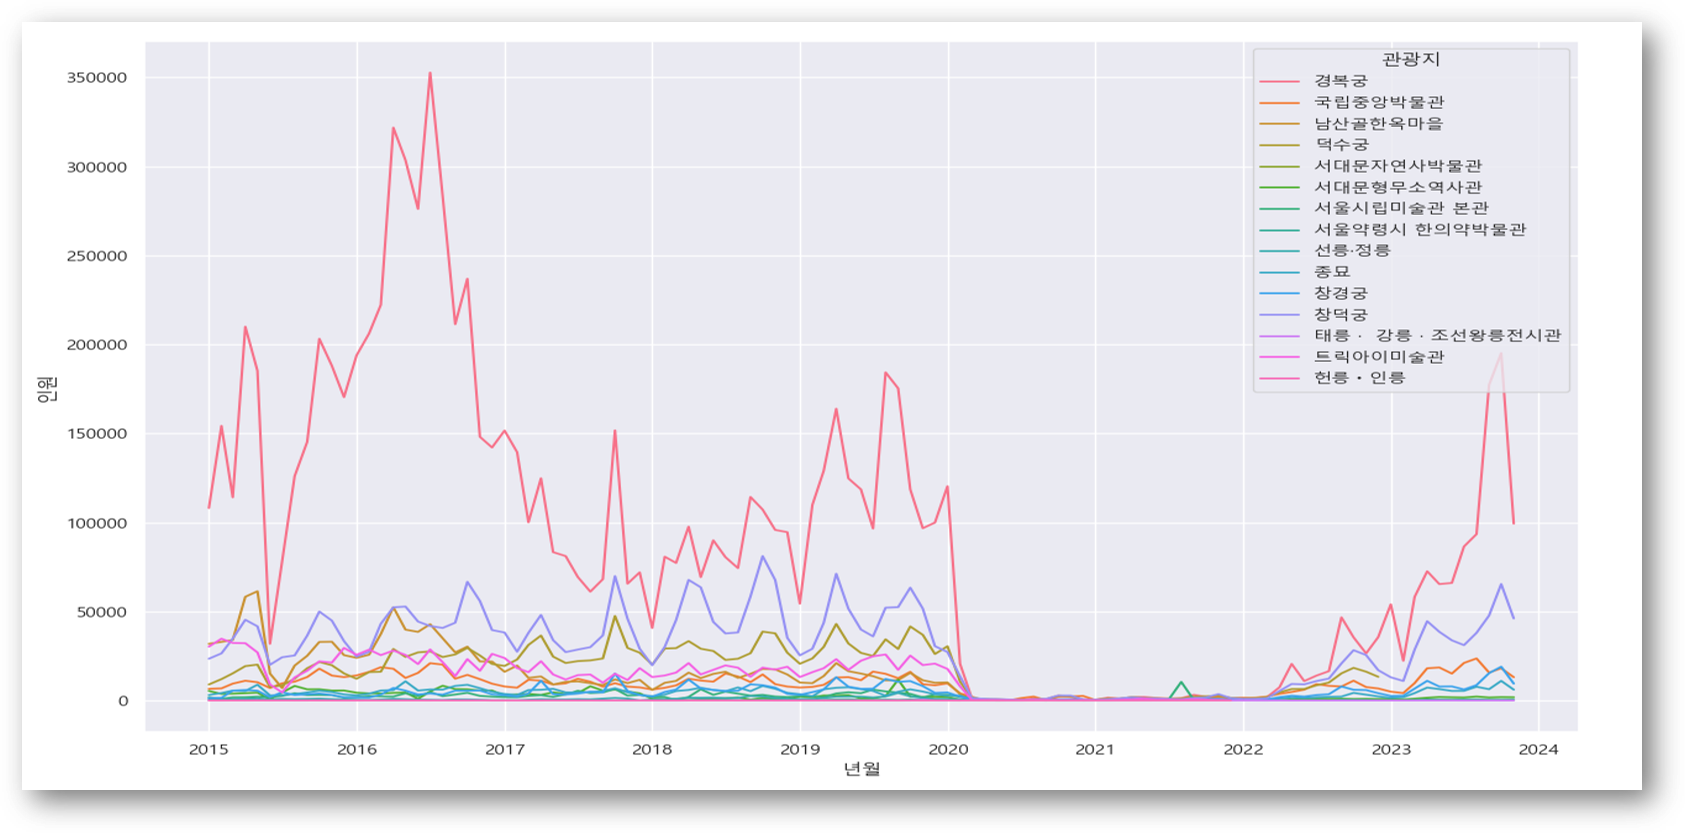 관광지
경복궁
국립중앙박물관
남산골한옥마을
덕수궁
서대문자연사박물관
서대문형무소역사관
서울시립미술관 본관
서울약령시 한의약박물관
선릉·정릉
종묘
창경궁
창덕궁
태릉 · 강릉 · 조선왕릉전시관
트릭아이미술관
헌릉 · 인릉
350000
300000
250000
200000
150000
100000
50000
0
인원
2015 2016 2017 2018 2019 2020 2021 2022 2023 2024
년월